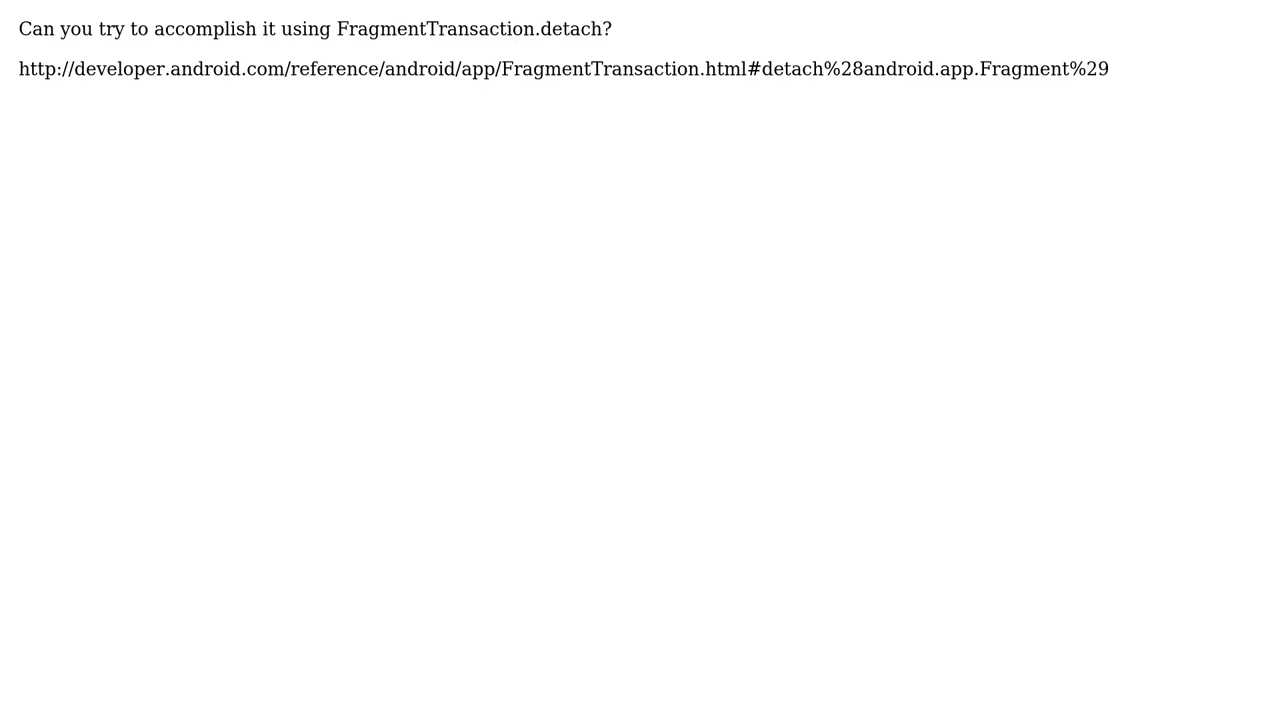 Can you try to accomplish it using FragmentTransaction.detach?
http://developer.android.com/reference/android/app/FragmentTransaction.html#detach%28android.app.Fragment%29